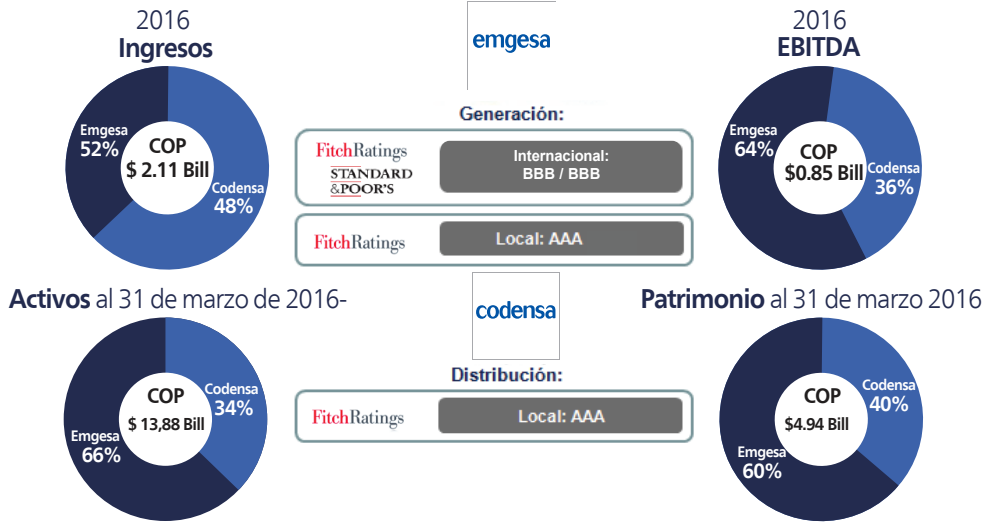 2016
Ingresos
Emgesa
52%
COP
$ 2.11 Bill
Codensa
48%
emgesa
Generación:
FitchRatings
STANDARD
&POOR'S
Internacional:
BBB / BBB
FitchRatings
Local: AAA
2016
EBITDA
Emgesa
64%
COP
$0.85 Bill
Codensa
36%
Activos al 31 de marzo de 2016-
COP
$ 13,88 Bill
Codensa
34%
Emgesa
66%
codensa
Distribución:
FitchRatings
Local: AAA
Patrimonio al 31 de marzo 2016
COP
$4.94 Bill
Codensa
40%
Emgesa
60%